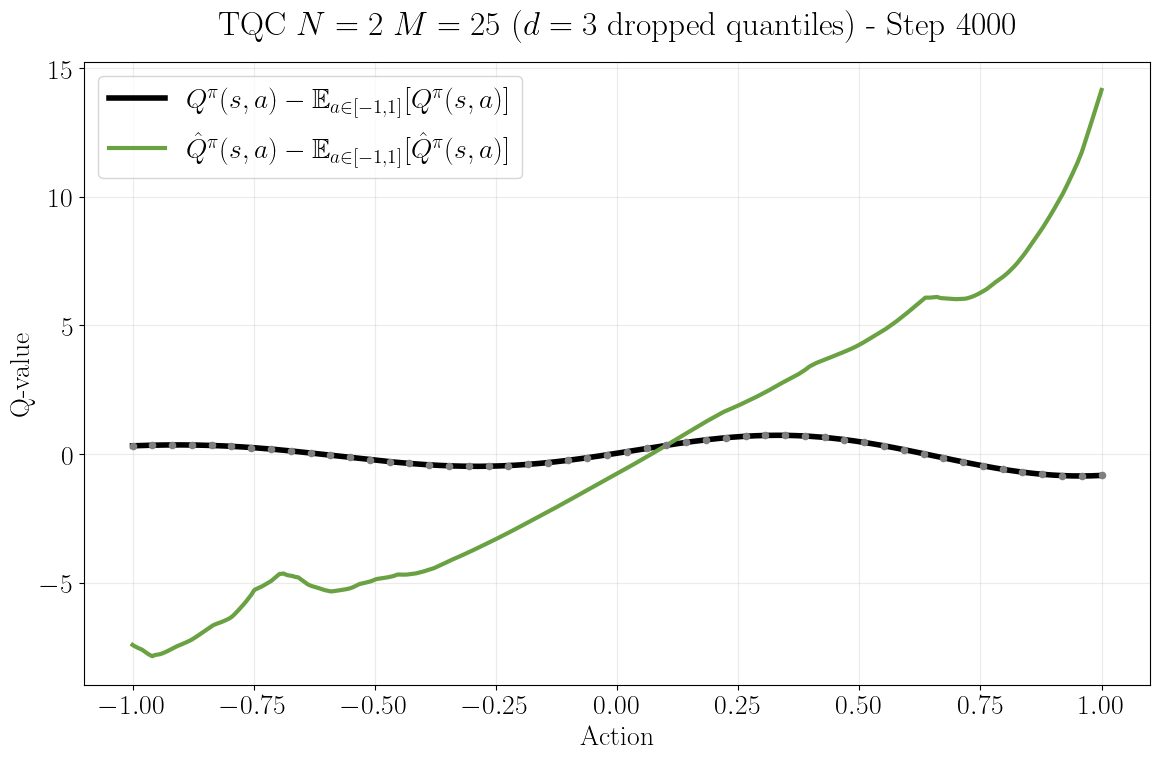 TQC N = 2 M = 25 (d = 3 dropped quantiles) - Step 4000
Q^π(s, a) − 𝔼_{a∈[−1,1]}[Q^π(s, a)]
Q̂^π(s, a) − 𝔼_{a∈[−1,1]}[Q̂^π(s, a)]
15
10
5
0
−5
Q-value
−1.00 −0.75 −0.50 −0.25 0.00 0.25 0.50 0.75 1.00
Action